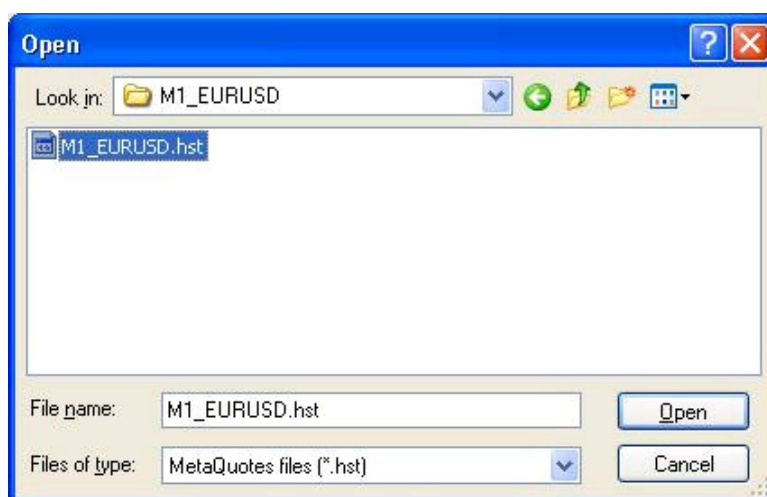 Open
Look in: M1_EURUSD
M1_EURUSD.hst
File name: M1_EURUSD.hst Open
Files of type: MetaQuotes files (*.hst) Cancel